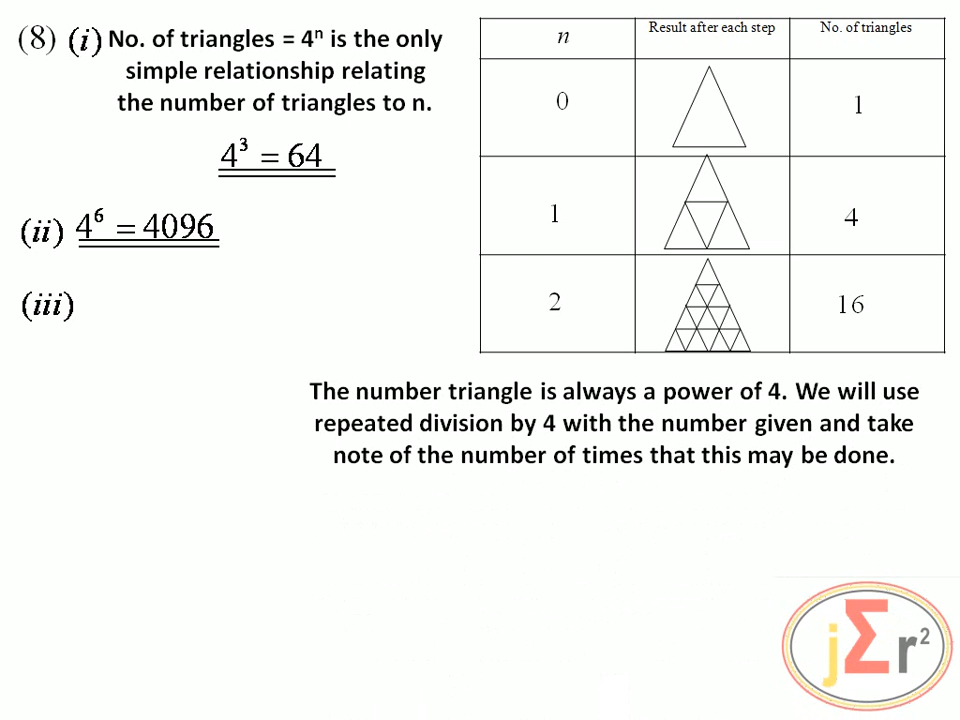 (8) (i) No. of triangles = 4ⁿ is the only
simple relationship relating
the number of triangles to n.
4³ = 64
(ii) 4⁶ = 4096
(iii)
n Result after each step No. of triangles
0 1
1 4
2 16
The number triangle is always a power of 4. We will use
repeated division by 4 with the number given and take
note of the number of times that this may be done.
jΣr²